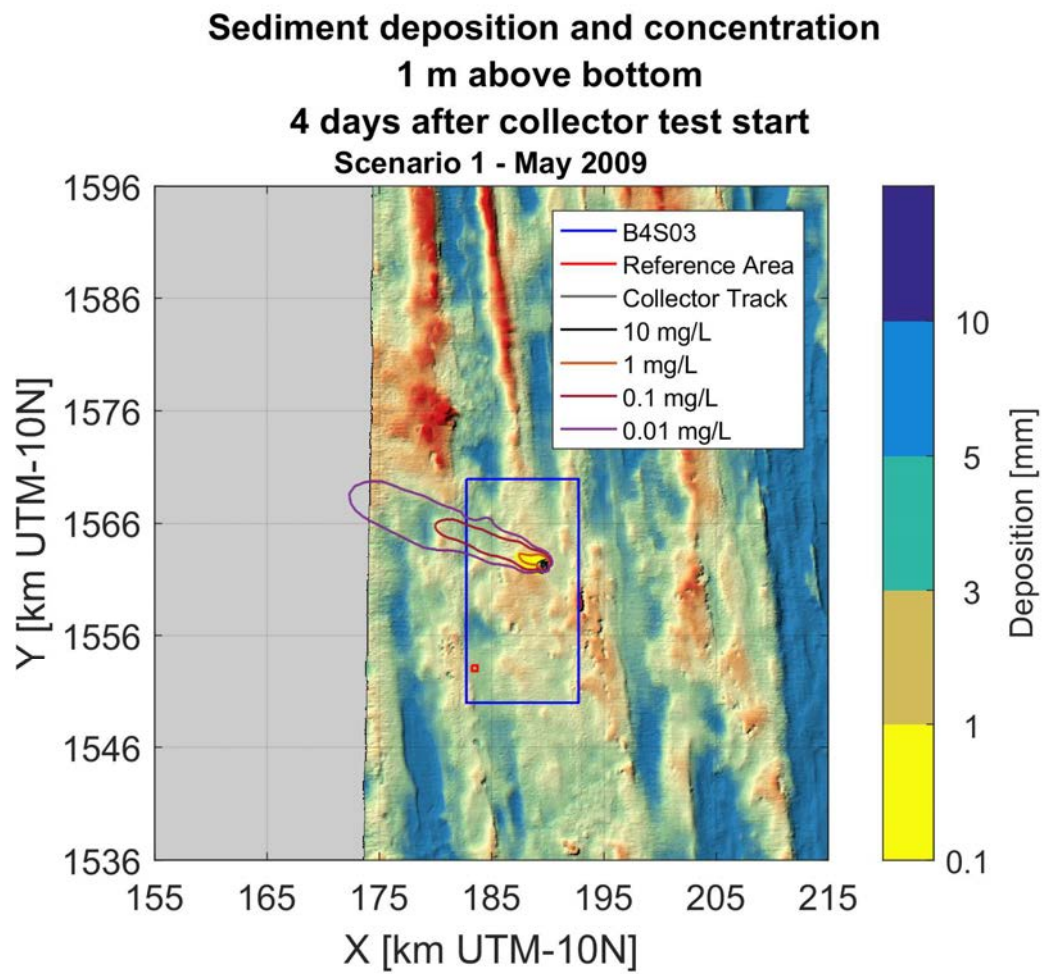 Sediment deposition and concentration
1 m above bottom
4 days after collector test start
Scenario 1 - May 2009
1596
1586
1576
1566
1556
1546
1536
Y [km UTM-10N]
155
165
175
185
195
205
215
X [km UTM-10N]
B4S03
Reference Area
Collector Track
10 mg/L
1 mg/L
0.1 mg/L
0.01 mg/L
10
5
3
1
0.1
Deposition [mm]